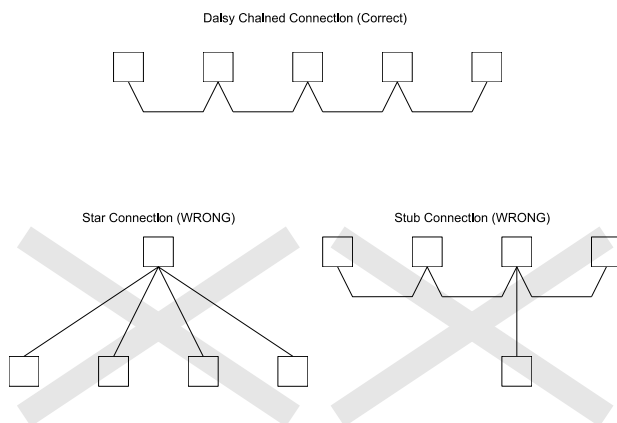 Daisy Chained Connection (Correct)
Star Connection (WRONG)
Stub Connection (WRONG)